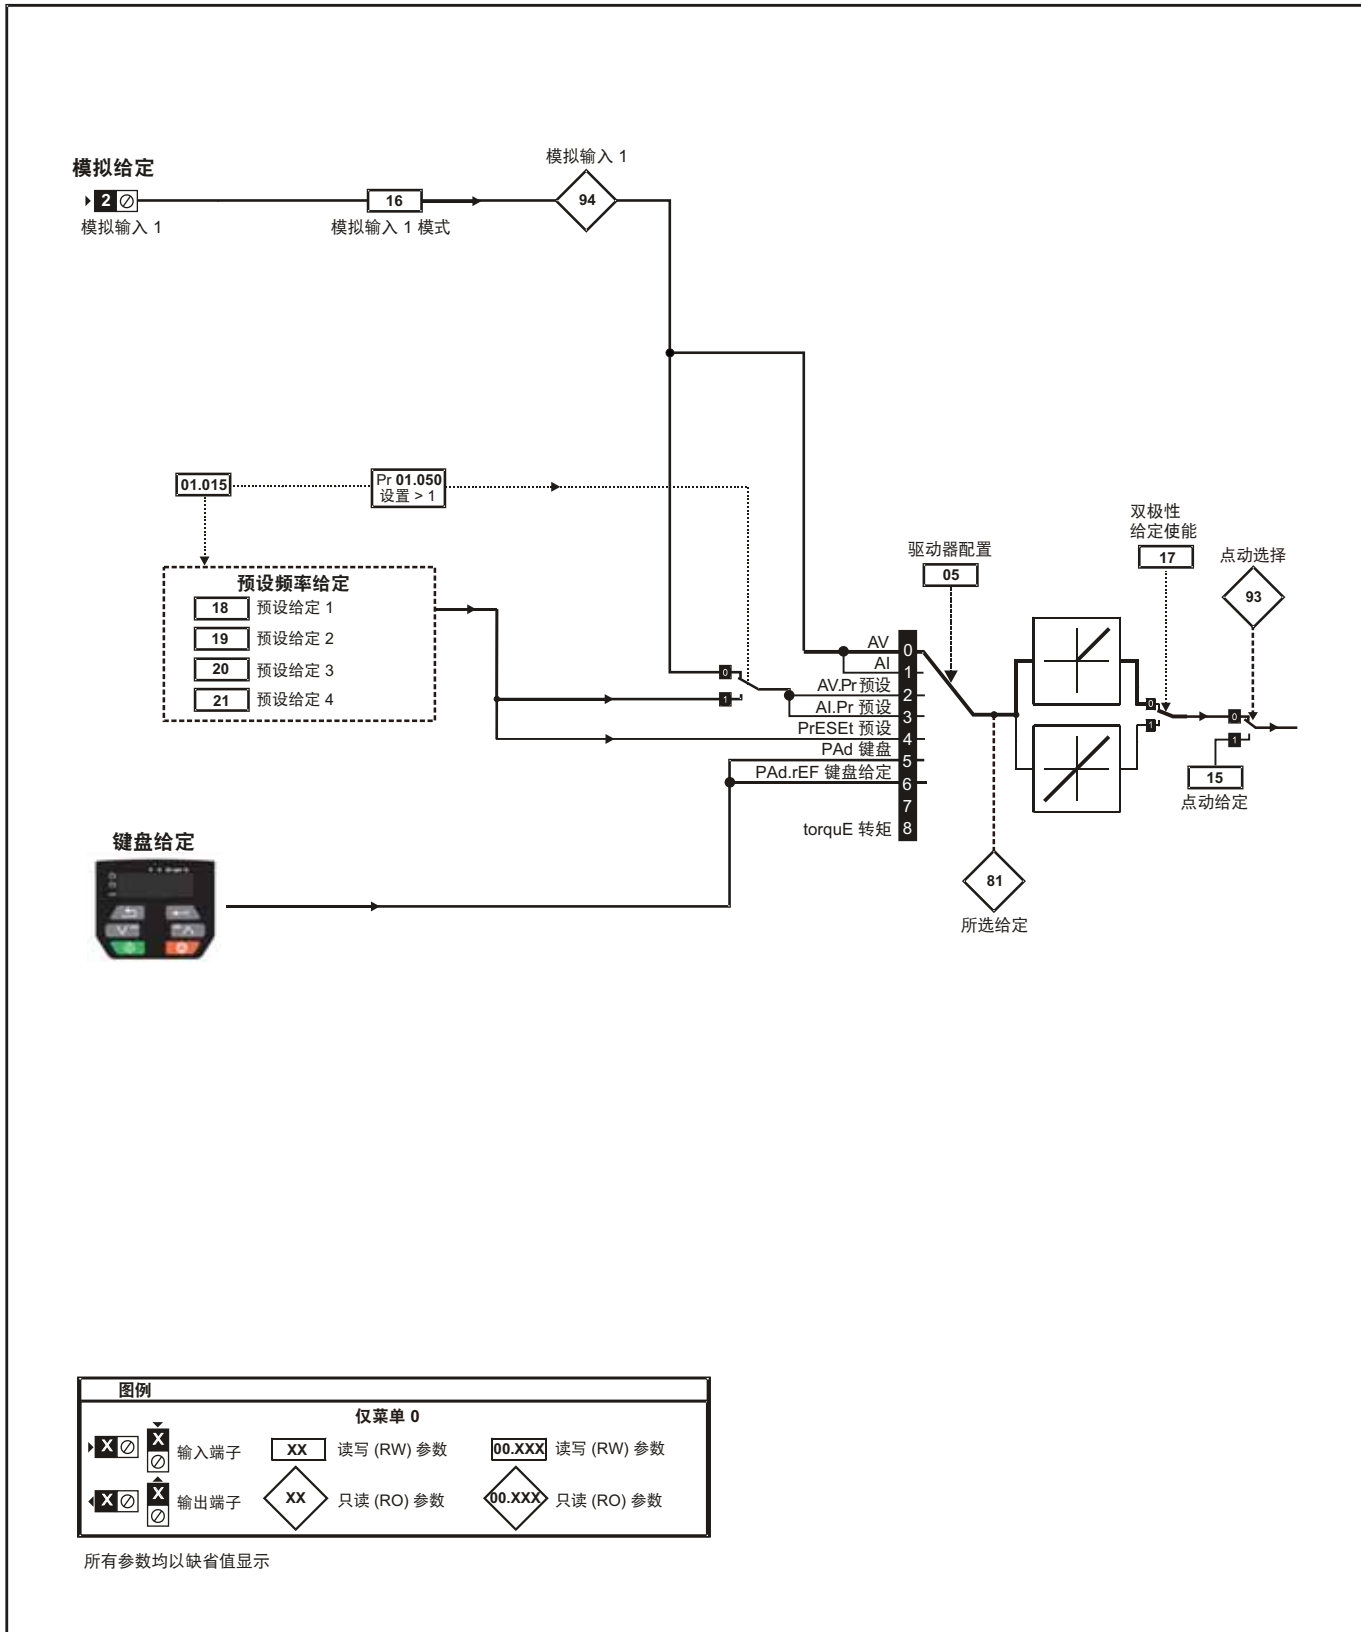 模拟输入 1
模拟给定
2
16
94
模拟输入 1
模拟输入 1 模式
01.015
Pr 01.050
设置 > 1
预设频率给定
18 预设给定 1
19 预设给定 2
20 预设给定 3
21 预设给定 4
0
1
AV 0
AI 1
AV.Pr 预设 2
AI.Pr 预设 3
PrESEt 预设 4
PAd 键盘 5
PAd.rEF 键盘给定 6
7
torquE 转矩 8
驱动器配置
05
双极性
给定使能
17
点动选择
93
0
1
0
1
15
点动给定
81
所选给定
键盘给定
图例
仅菜单 0
X X 输入端子 XX 读写 (RW) 参数 00.XXX 读写 (RW) 参数
X X 输出端子 XX 只读 (RO) 参数 00.XXX 只读 (RO) 参数
所有参数均以缺省值显示